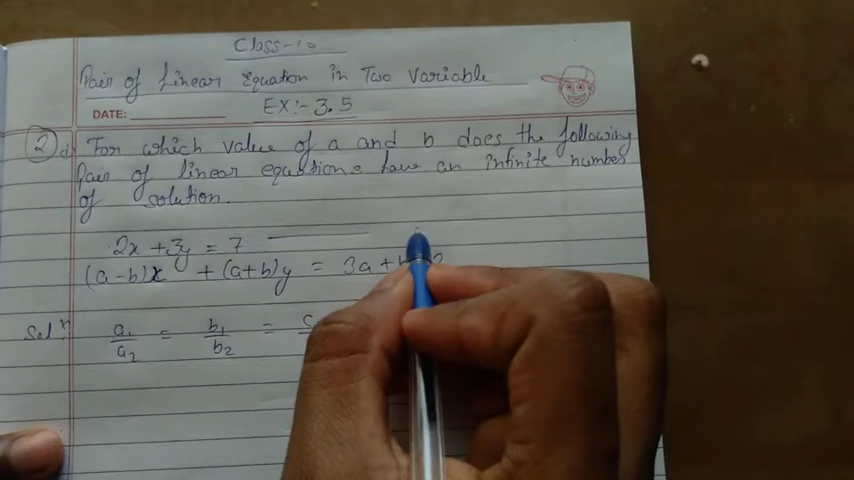 Class-10
Pair of Linear Equation in Two Variable
DATE: EX:- 3.5
2 (i) For which value of a and b does the following
Pair of linear equations have an infinite number
of solution.
2x + 3y = 7
(a-b)x + (a+b)y = 3a+
Solⁿ: a₁/a₂ = b₁/b₂ =